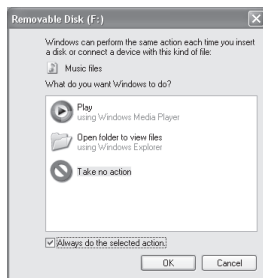 Removable Disk (F:)
Windows can perform the same action each time you insert
a disk or connect a device with this kind of file:
Music files
What do you want Windows to do?
Play
using Windows Media Player
Open folder to view files
using Windows Explorer
Take no action
Always do the selected action.
OK
Cancel